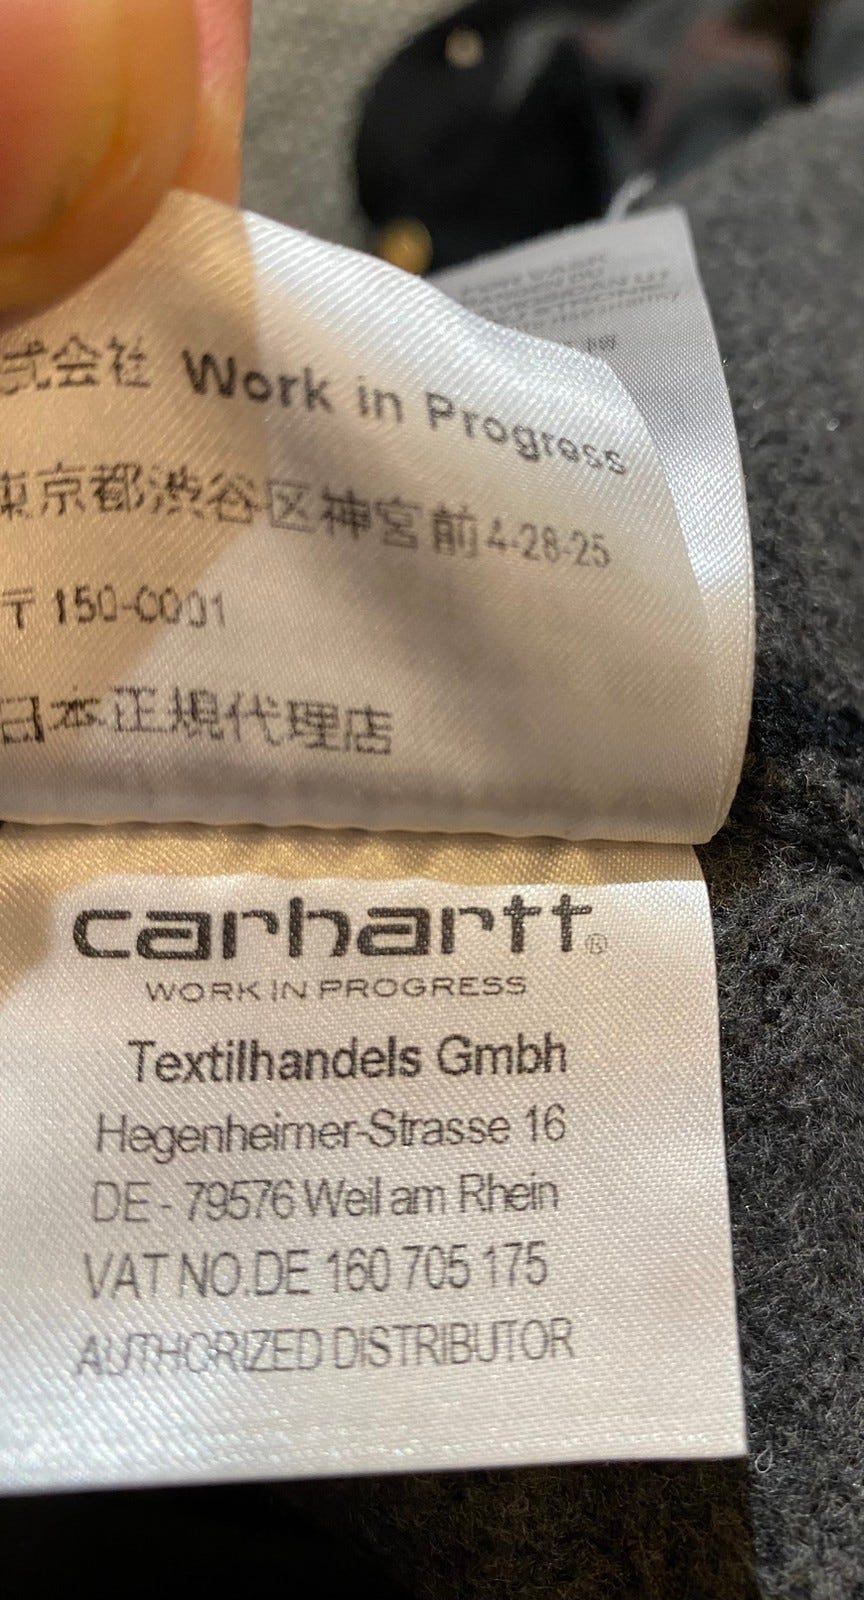 式会社 Work in Progress
東京都渋谷区神宮前4-28-25
〒150-0001
日本正規代理店
carhartt®
WORK IN PROGRESS
Textilhandels Gmbh
Hegenheimer-Strasse 16
DE - 79576 Weil am Rhein
VAT NO.DE 160 705 175
AUTHORIZED DISTRIBUTOR